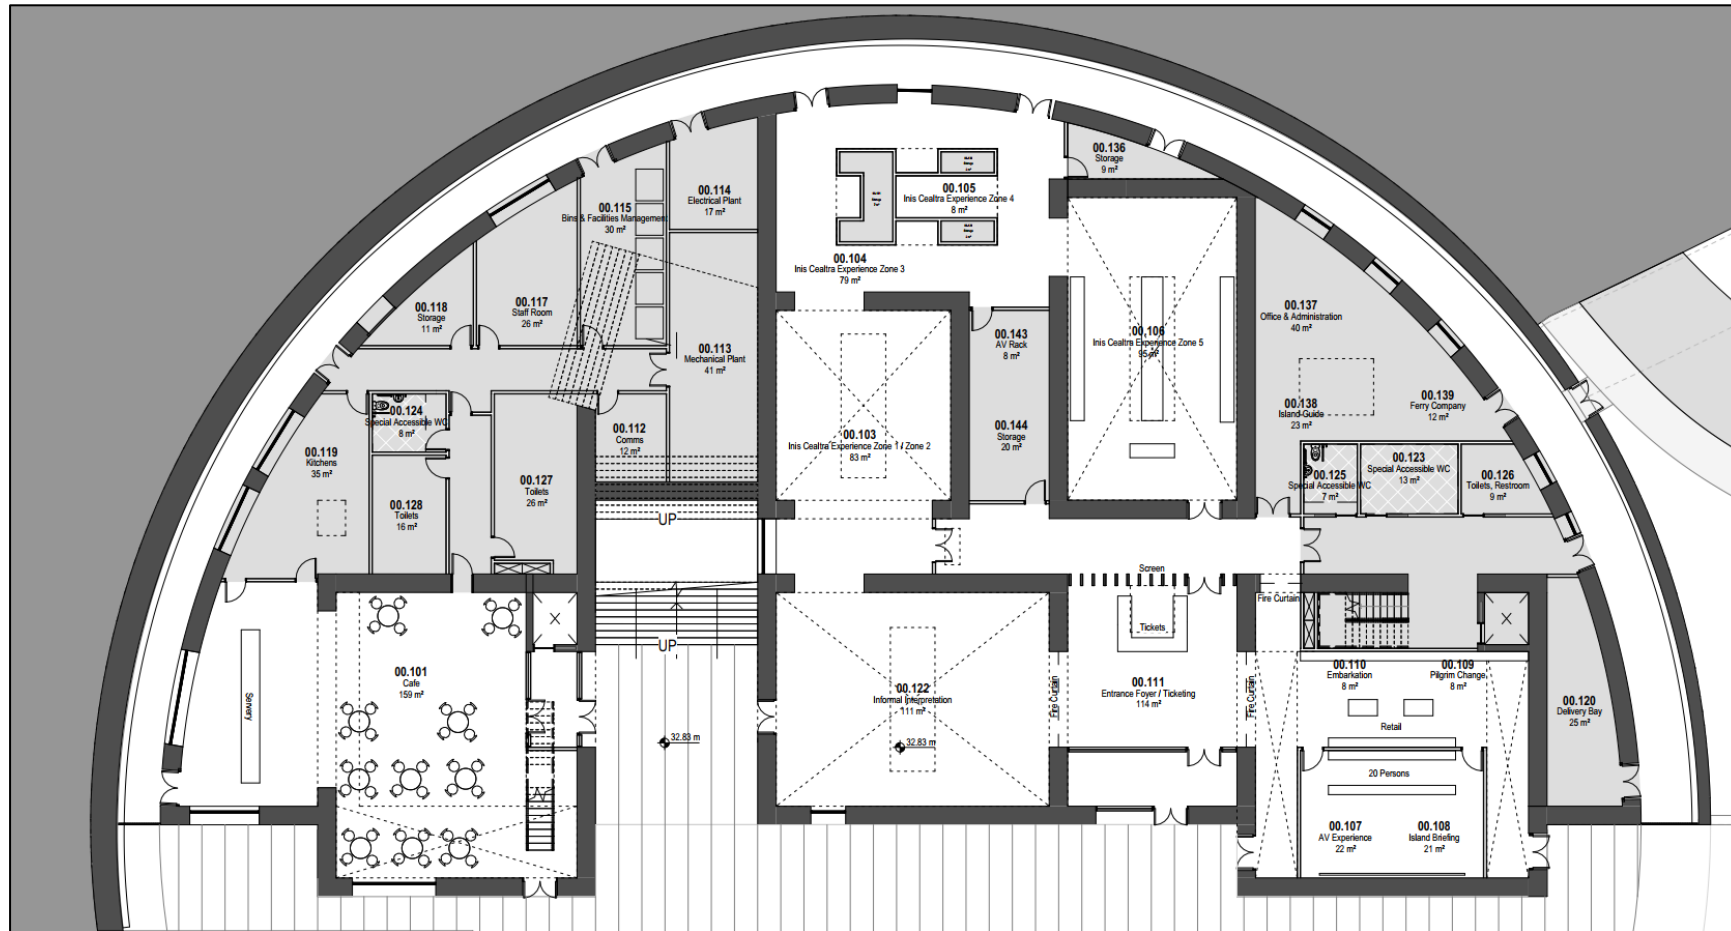 00.136
Storage
9 m²
00.114
Electrical Plant
17 m²
00.115
Bins & Facilities Management
30 m²
00.105
Inis Cealtra Experience Zone 4
8 m²
00.104
Inis Cealtra Experience Zone 3
79 m²
00.118
Storage
11 m²
00.117
Staff Room
26 m²
00.113
Mechanical Plant
41 m²
00.143
AV Rack
8 m²
00.106
Inis Cealtra Experience Zone 5
95 m²
00.137
Office & Administration
40 m²
00.138
Island Guide
23 m²
00.139
Ferry Company
12 m²
00.124
Special Accessible WC
8 m²
00.119
Kitchens
35 m²
00.128
Toilets
16 m²
00.127
Toilets
26 m²
00.112
Comms
12 m²
00.103
Inis Cealtra Experience Zone 1 / Zone 2
83 m²
00.144
Storage
20 m²
00.125
Special Accessible WC
7 m²
00.123
Special Accessible WC
13 m²
00.126
Toilets, Restroom
9 m²
UP
UP
Screen
Tickets
Fire Curtain
Fire Curtain
Fire Curtain
Servery
00.101
Cafe
159 m²
32.83 m
00.122
Informal Interpretation
111 m²
32.83 m
00.111
Entrance Foyer / Ticketing
114 m²
00.110
Embarkation
8 m²
00.109
Pilgrim Change
8 m²
Retail
20 Persons
00.120
Delivery Bay
25 m²
00.107
AV Experience
22 m²
00.108
Island Briefing
21 m²